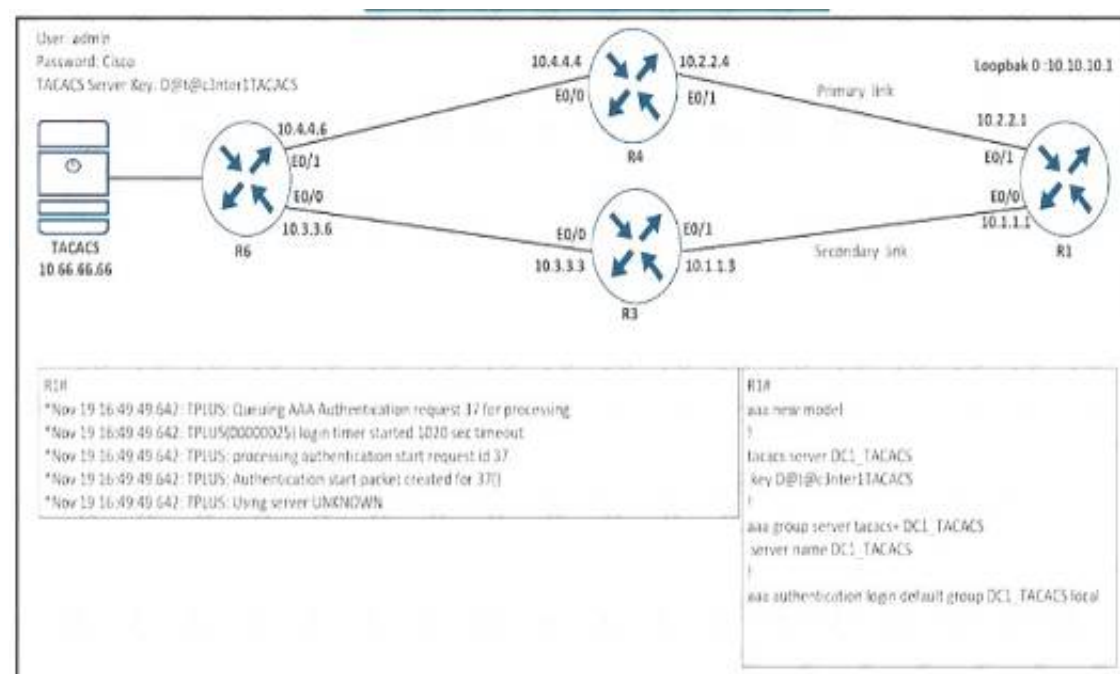 User: admin
Password: Cisco
TACACS Server Key: D@t@c3nter1TACACS
10.4.4.4
10.2.2.4
Loopbak 0 :10.10.10.1
E0/0
E0/1
Primary link
10.4.4.6
R4
10.2.2.1
E0/1
E0/1
E0/0
E0/0
10.3.3.6
E0/0
E0/1
10.1.1.1
TACACS
R6
Secondary link
R1
10.66.66.66
10.3.3.3
10.1.1.3
R3
R1#
*Nov 19 16:49:49.642: TPLUS: Queuing AAA Authentication request 37 for processing
*Nov 19 16:49:49.642: TPLUS(00000025) login timer started 1020 sec timeout
*Nov 19 16:49:49.642: TPLUS: processing authentication start request id 37
*Nov 19 16:49:49.642: TPLUS: Authentication start packet created for 37()
*Nov 19 16:49:49.642: TPLUS: Using server UNKNOWN
R1#
aaa new model
!
tacacs server DC1_TACACS
key D@t@c3nter1TACACS
!
aaa group server tacacs+ DC1_TACACS
server name DC1_TACACS
!
aaa authentication login default group DC1_TACACS local